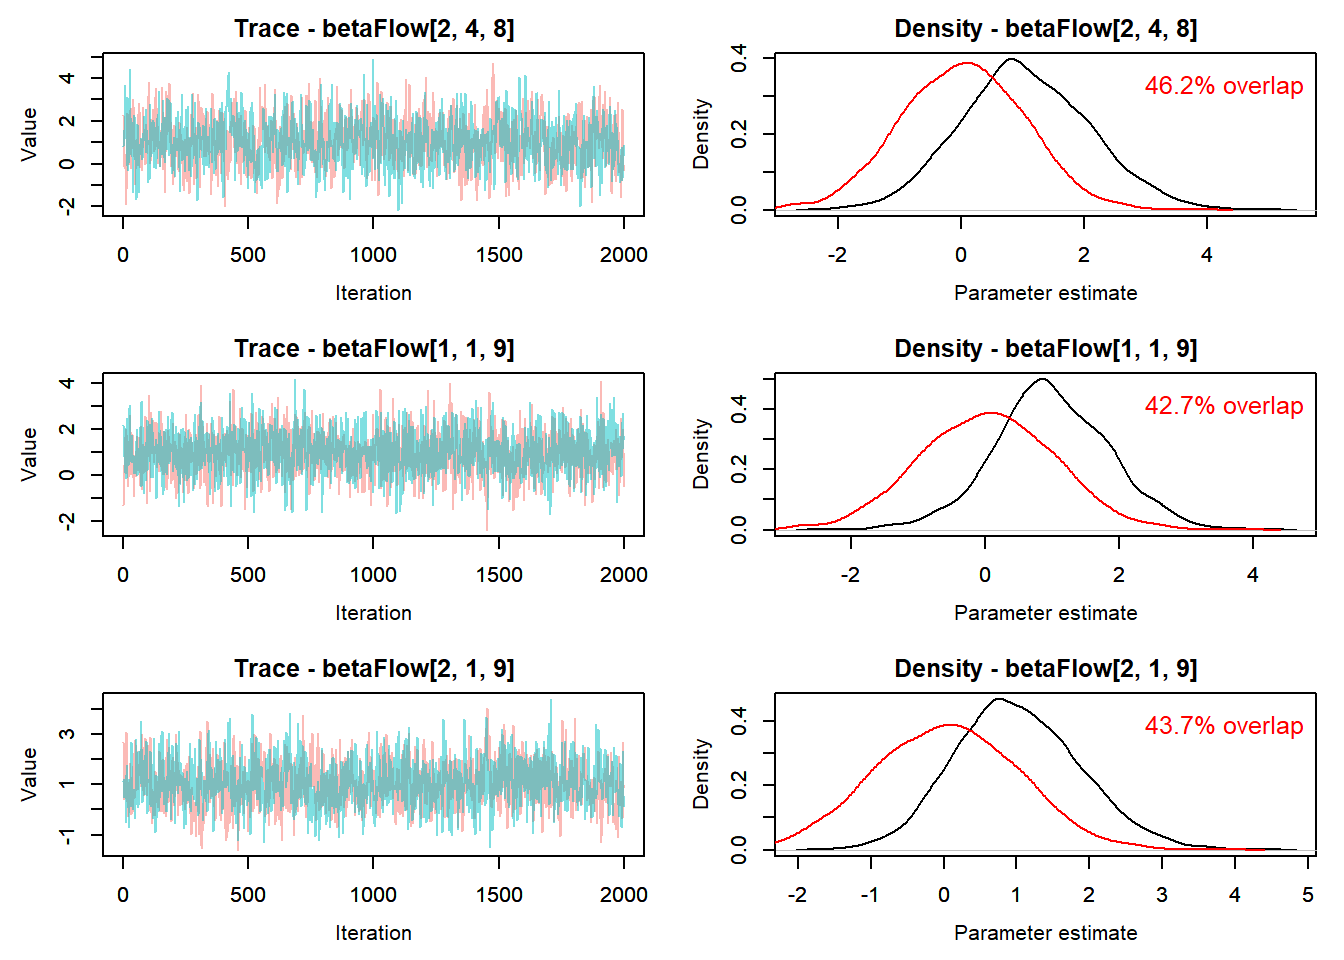 Trace - betaFlow[2, 4, 8]
Value
4
2
0
-2
0 500 1000 1500 2000
Iteration
Density - betaFlow[2, 4, 8]
46.2% overlap
Density
0.4
0.2
0.0
-2 0 2 4
Parameter estimate
Trace - betaFlow[1, 1, 9]
Value
4
2
0
-2
0 500 1000 1500 2000
Iteration
Density - betaFlow[1, 1, 9]
42.7% overlap
Density
0.4
0.2
0.0
-2 0 2 4
Parameter estimate
Trace - betaFlow[2, 1, 9]
Value
3
1
-1
0 500 1000 1500 2000
Iteration
Density - betaFlow[2, 1, 9]
43.7% overlap
Density
0.4
0.2
0.0
-2 -1 0 1 2 3 4 5
Parameter estimate